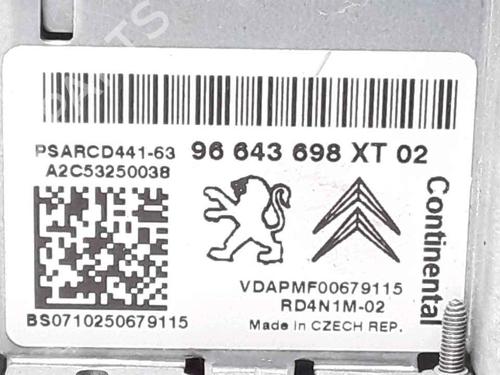 PSARCD441-63 96 643 698 XT 02
A2C53250038
Continental
VDAPMF00679115
RD4N1M-02
BS0710250679115 Made in CZECH REP.